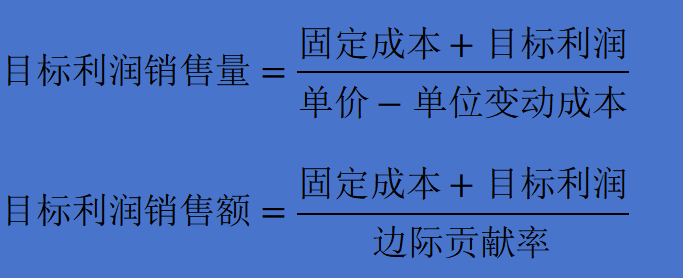 目标利润销售量 = 固定成本 + 目标利润
单价 − 单位变动成本
目标利润销售额 = 固定成本 + 目标利润
边际贡献率